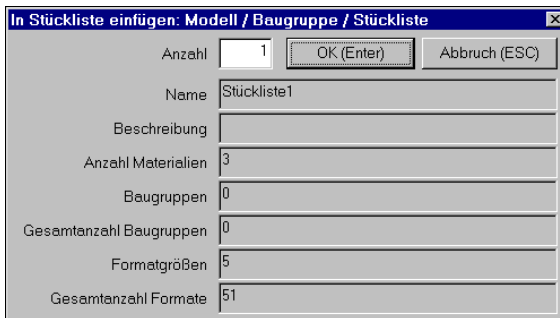 In Stückliste einfügen: Modell / Baugruppe / Stückliste
Anzahl 1 OK (Enter) Abbruch (ESC)
Name Stückliste1
Beschreibung
Anzahl Materialien 3
Baugruppen 0
Gesamtanzahl Baugruppen 0
Formatgrößen 5
Gesamtanzahl Formate 51